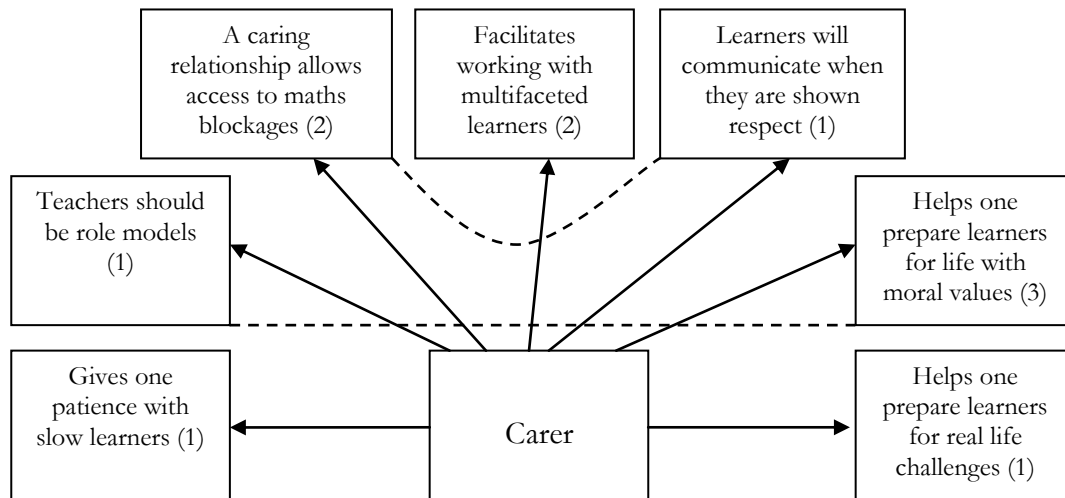 A caring
relationship allows
access to maths
blockages (2)
Facilitates
working with
multifaceted
learners (2)
Learners will
communicate when
they are shown
respect (1)
Teachers should
be role models
(1)
Helps one
prepare learners
for life with
moral values (3)
Gives one
patience with
slow learners (1)
Carer
Helps one
prepare learners
for real life
challenges (1)